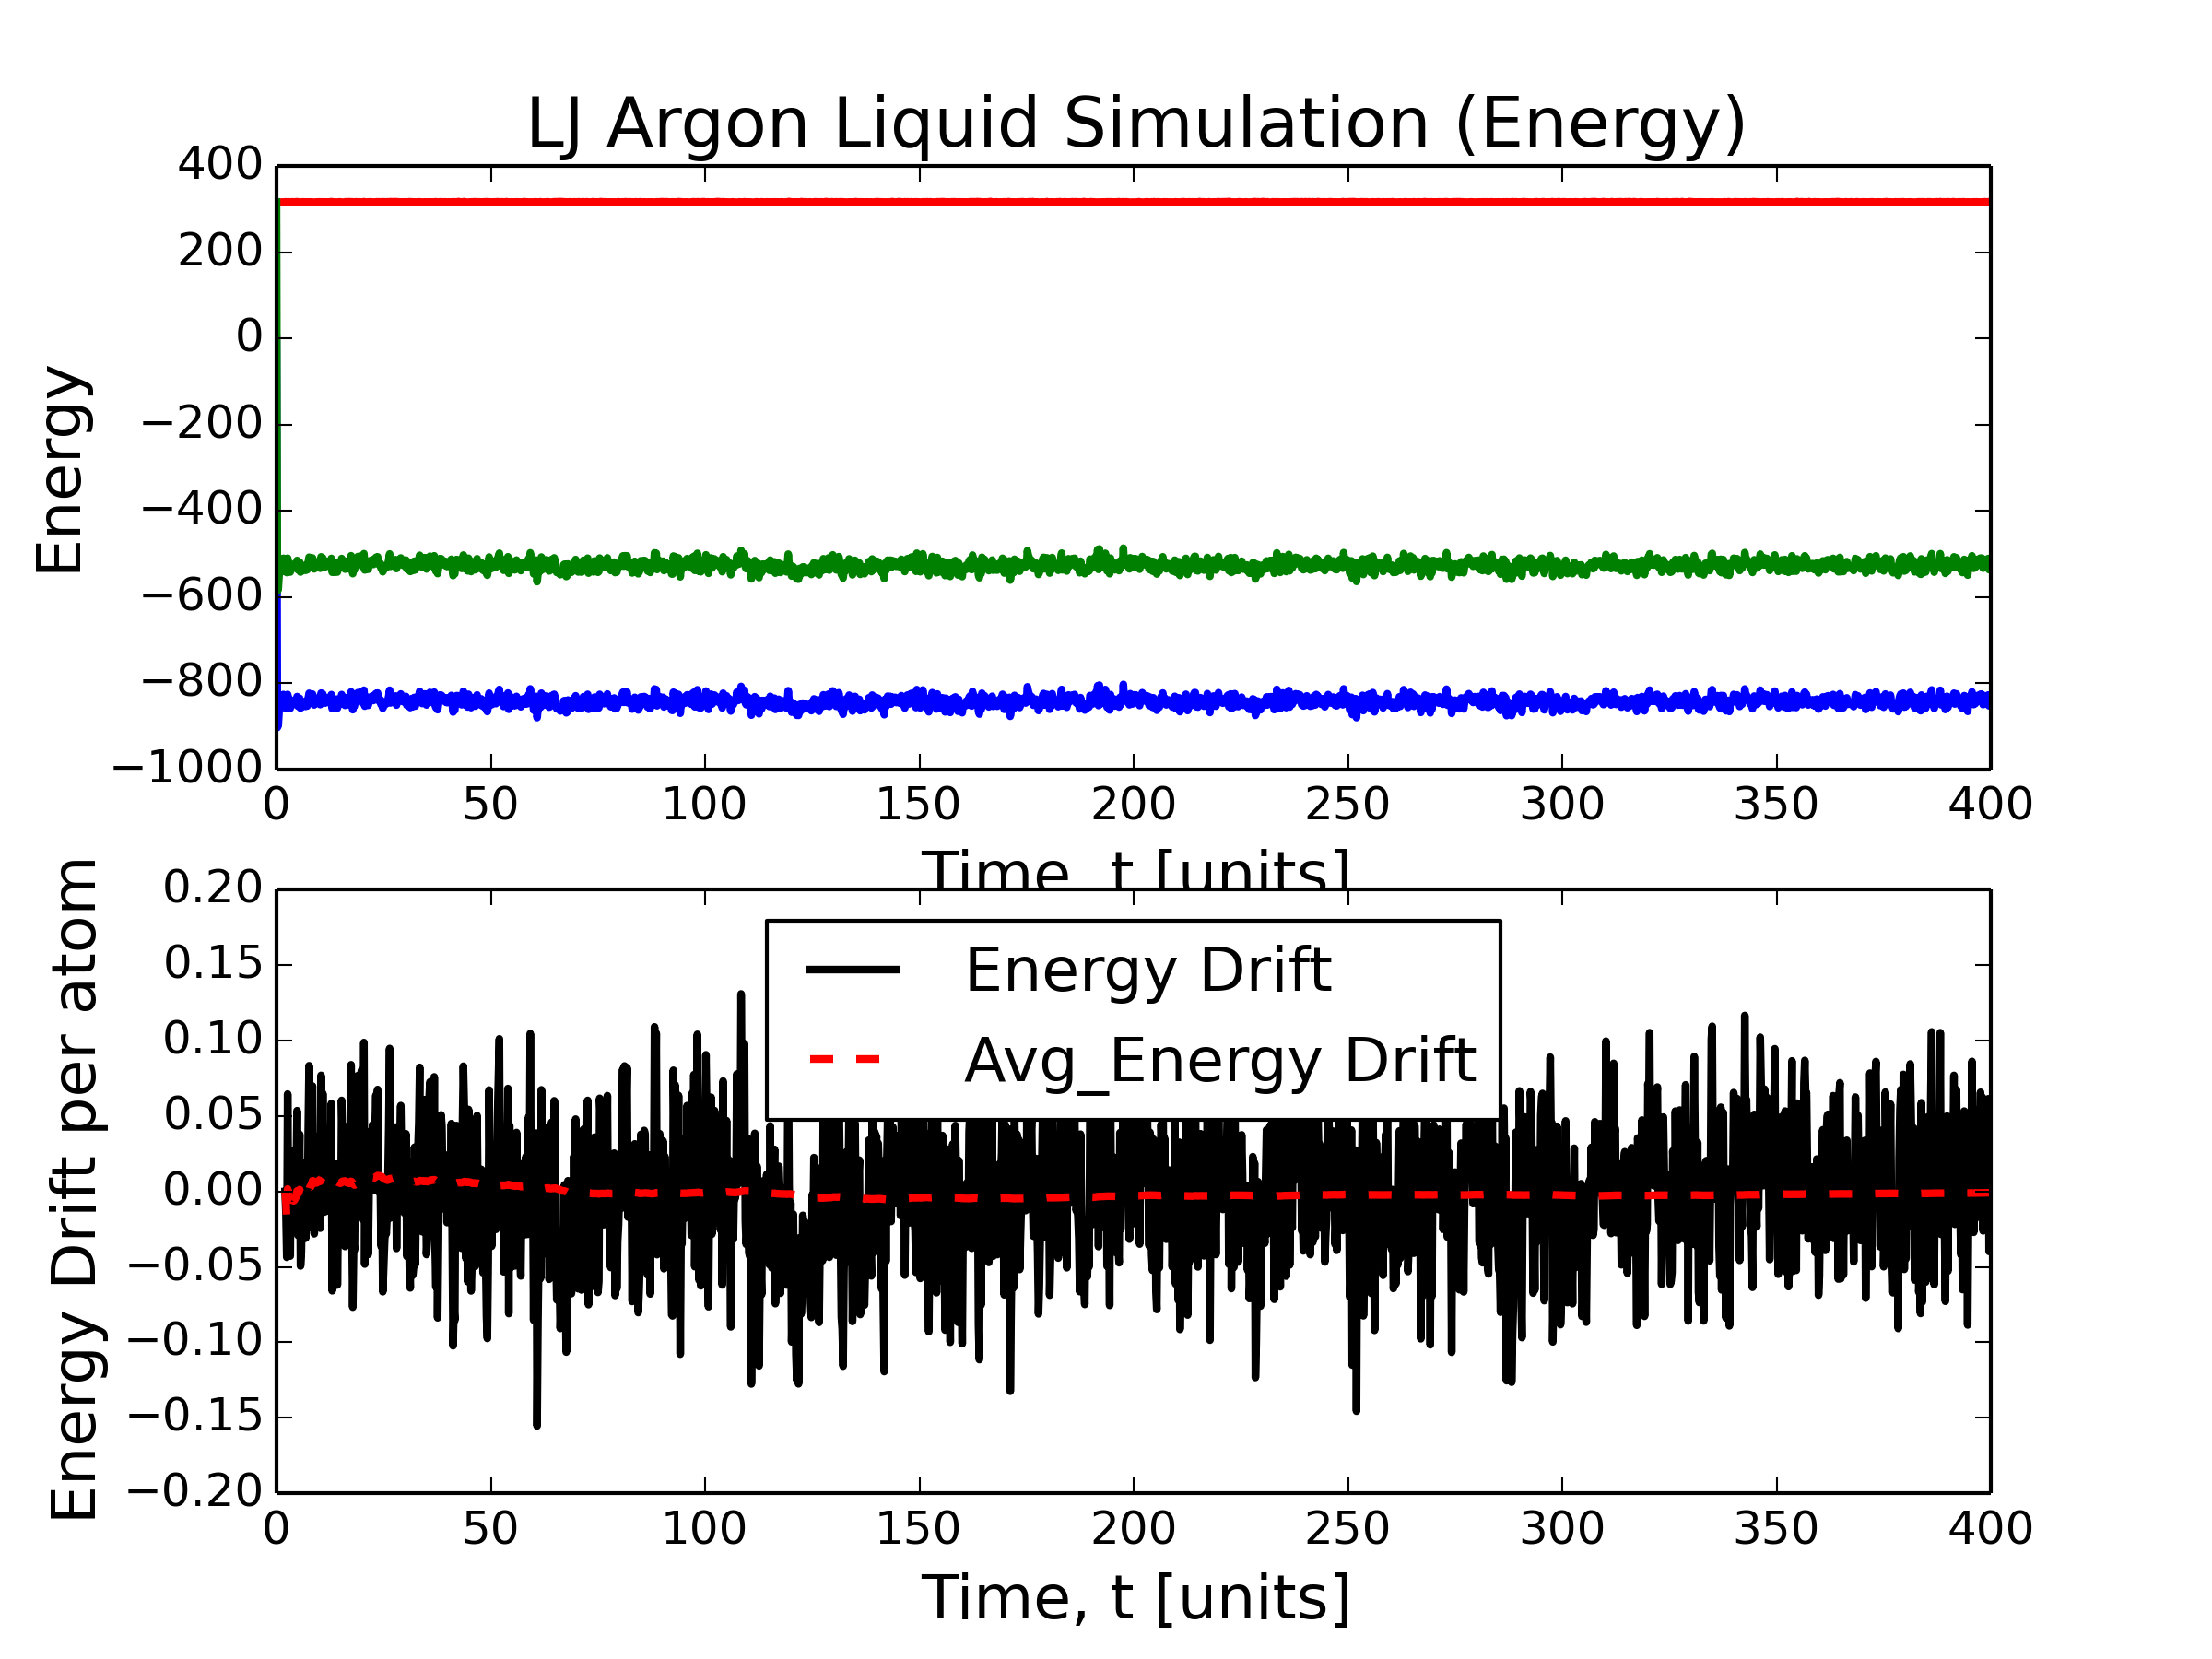 LJ Argon Liquid Simulation (Energy)
Energy
400
200
0
−200
−400
−600
−800
−1000
0 50 100 150 200 250 300 350 400
Time, t [units]
Energy Drift per atom
0.20
0.15
0.10
0.05
0.00
−0.05
−0.10
−0.15
−0.20
Energy Drift
Avg_Energy Drift
0 50 100 150 200 250 300 350 400
Time, t [units]